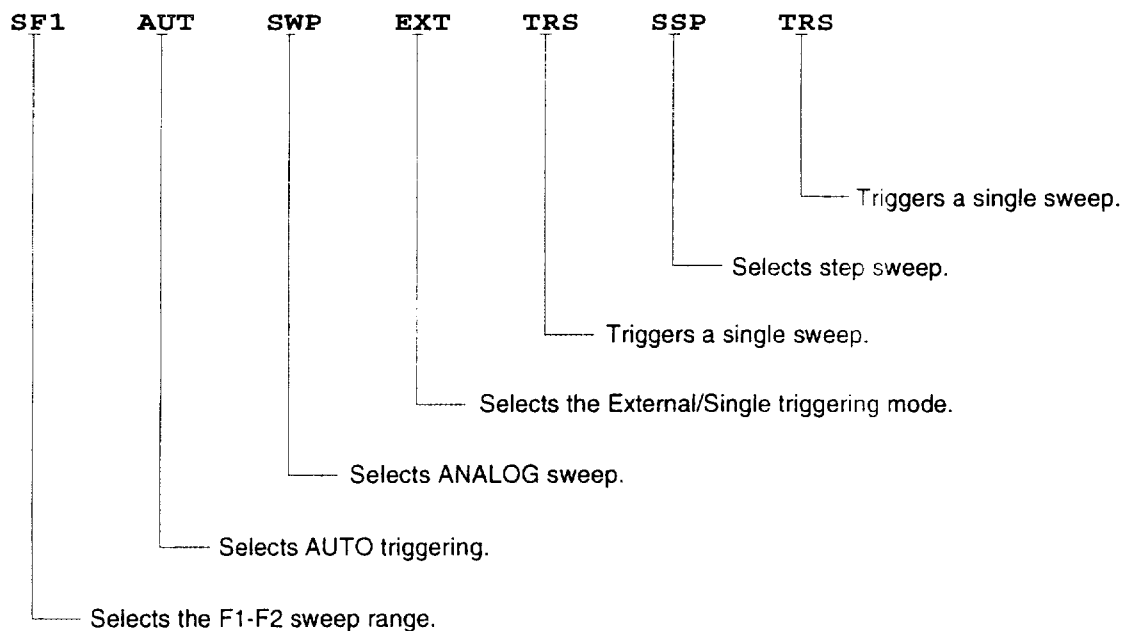 SF1 AUT SWP EXT TRS SSP TRS
Triggers a single sweep.
Selects step sweep.
Triggers a single sweep.
Selects the External/Single triggering mode.
Selects ANALOG sweep.
Selects AUTO triggering.
Selects the F1-F2 sweep range.